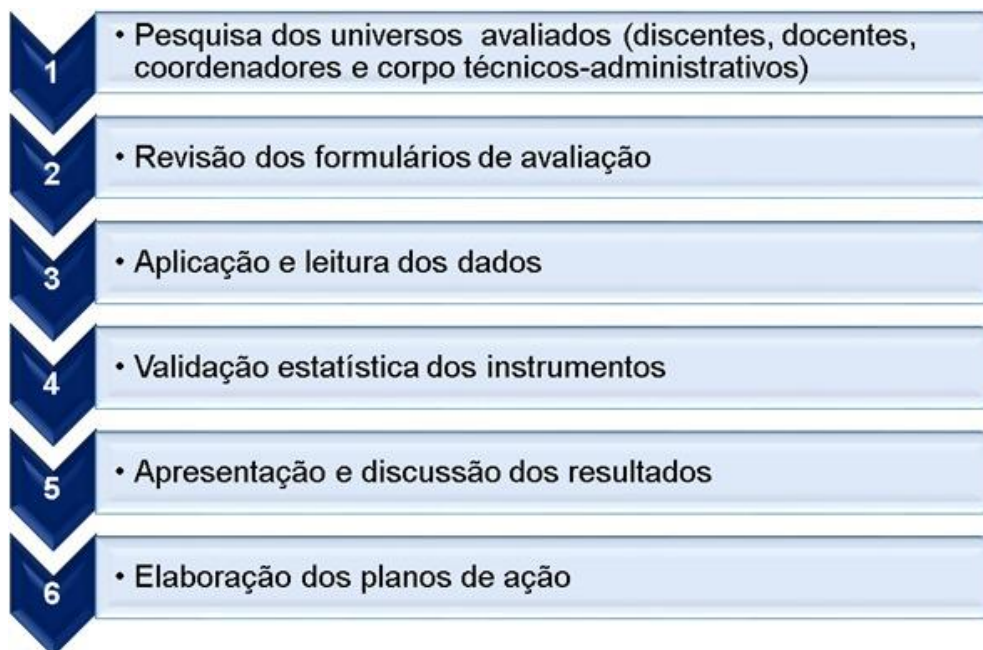 1
• Pesquisa dos universos avaliados (discentes, docentes,
coordenadores e corpo técnicos-administrativos)
2
• Revisão dos formulários de avaliação
3
• Aplicação e leitura dos dados
4
• Validação estatística dos instrumentos
5
• Apresentação e discussão dos resultados
6
• Elaboração dos planos de ação